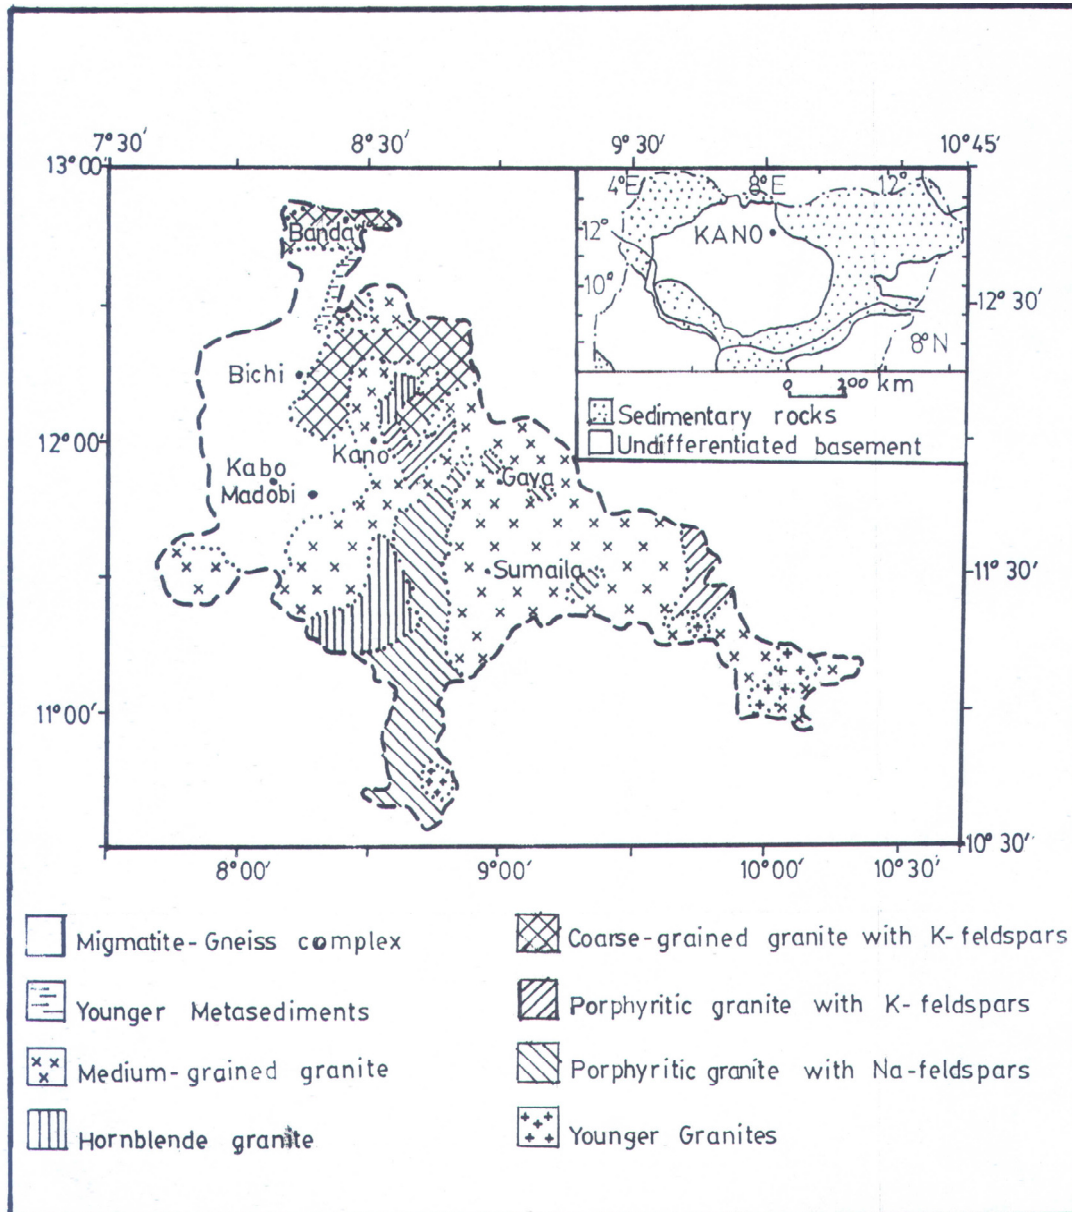 7°30′ 8°30′ 9°30′ 10°45′
13°00
4°E 8°E 12°
12°
KANO
10°
8°N
0 200 km
Sedimentary rocks
Undifferentiated basement
Banda
12° 30′
Bichi
12°00
Kano
Kabo
Madobi
Gaya
Sumaila
11° 30′
11°00′
10° 30′
8°00′ 9°00′ 10°00′ 10°30′
Migmatite-Gneiss complex
Younger Metasediments
Medium-grained granite
Hornblende granite
Coarse-grained granite with K-feldspars
Porphyritic granite with K-feldspars
Porphyritic granite with Na-feldspars
Younger Granites